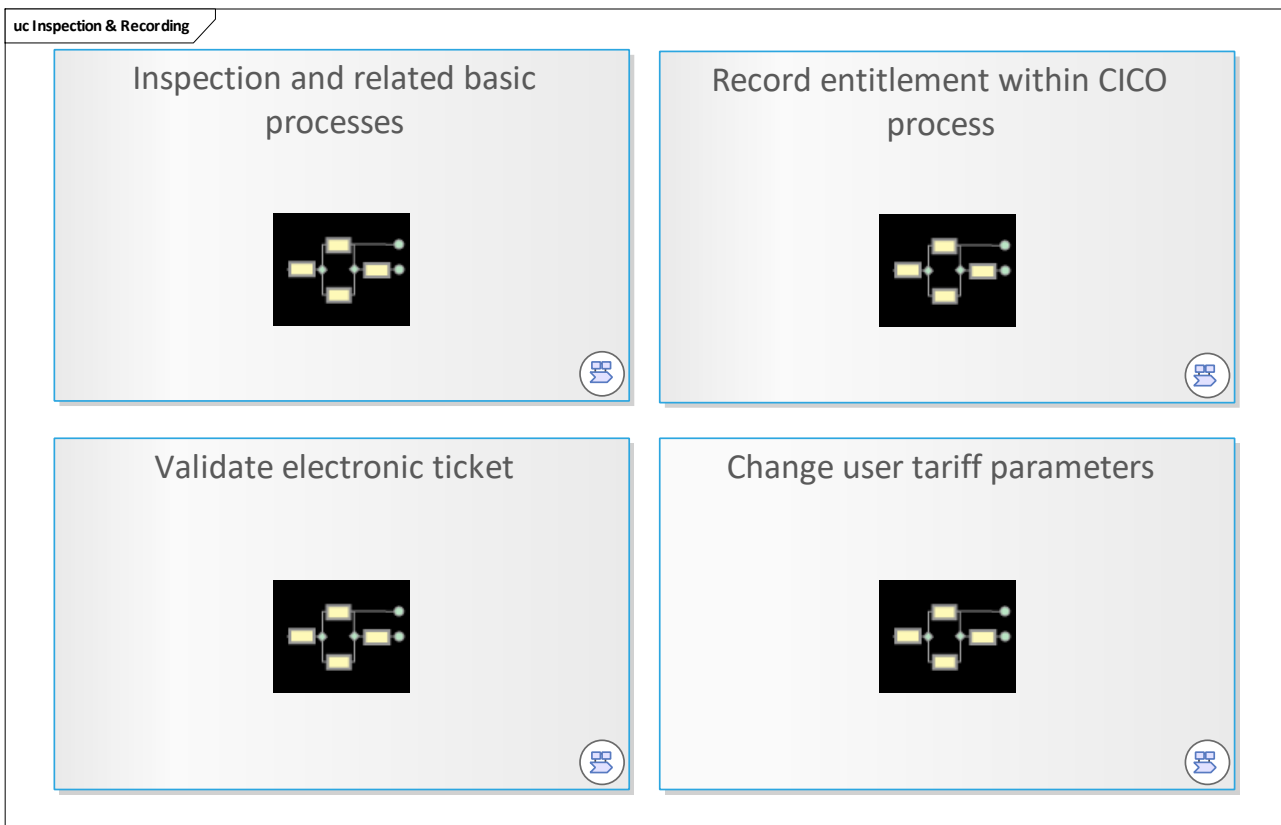 uc Inspection & Recording
Inspection and related basic
processes
Record entitlement within CICO
process
Validate electronic ticket
Change user tariff parameters